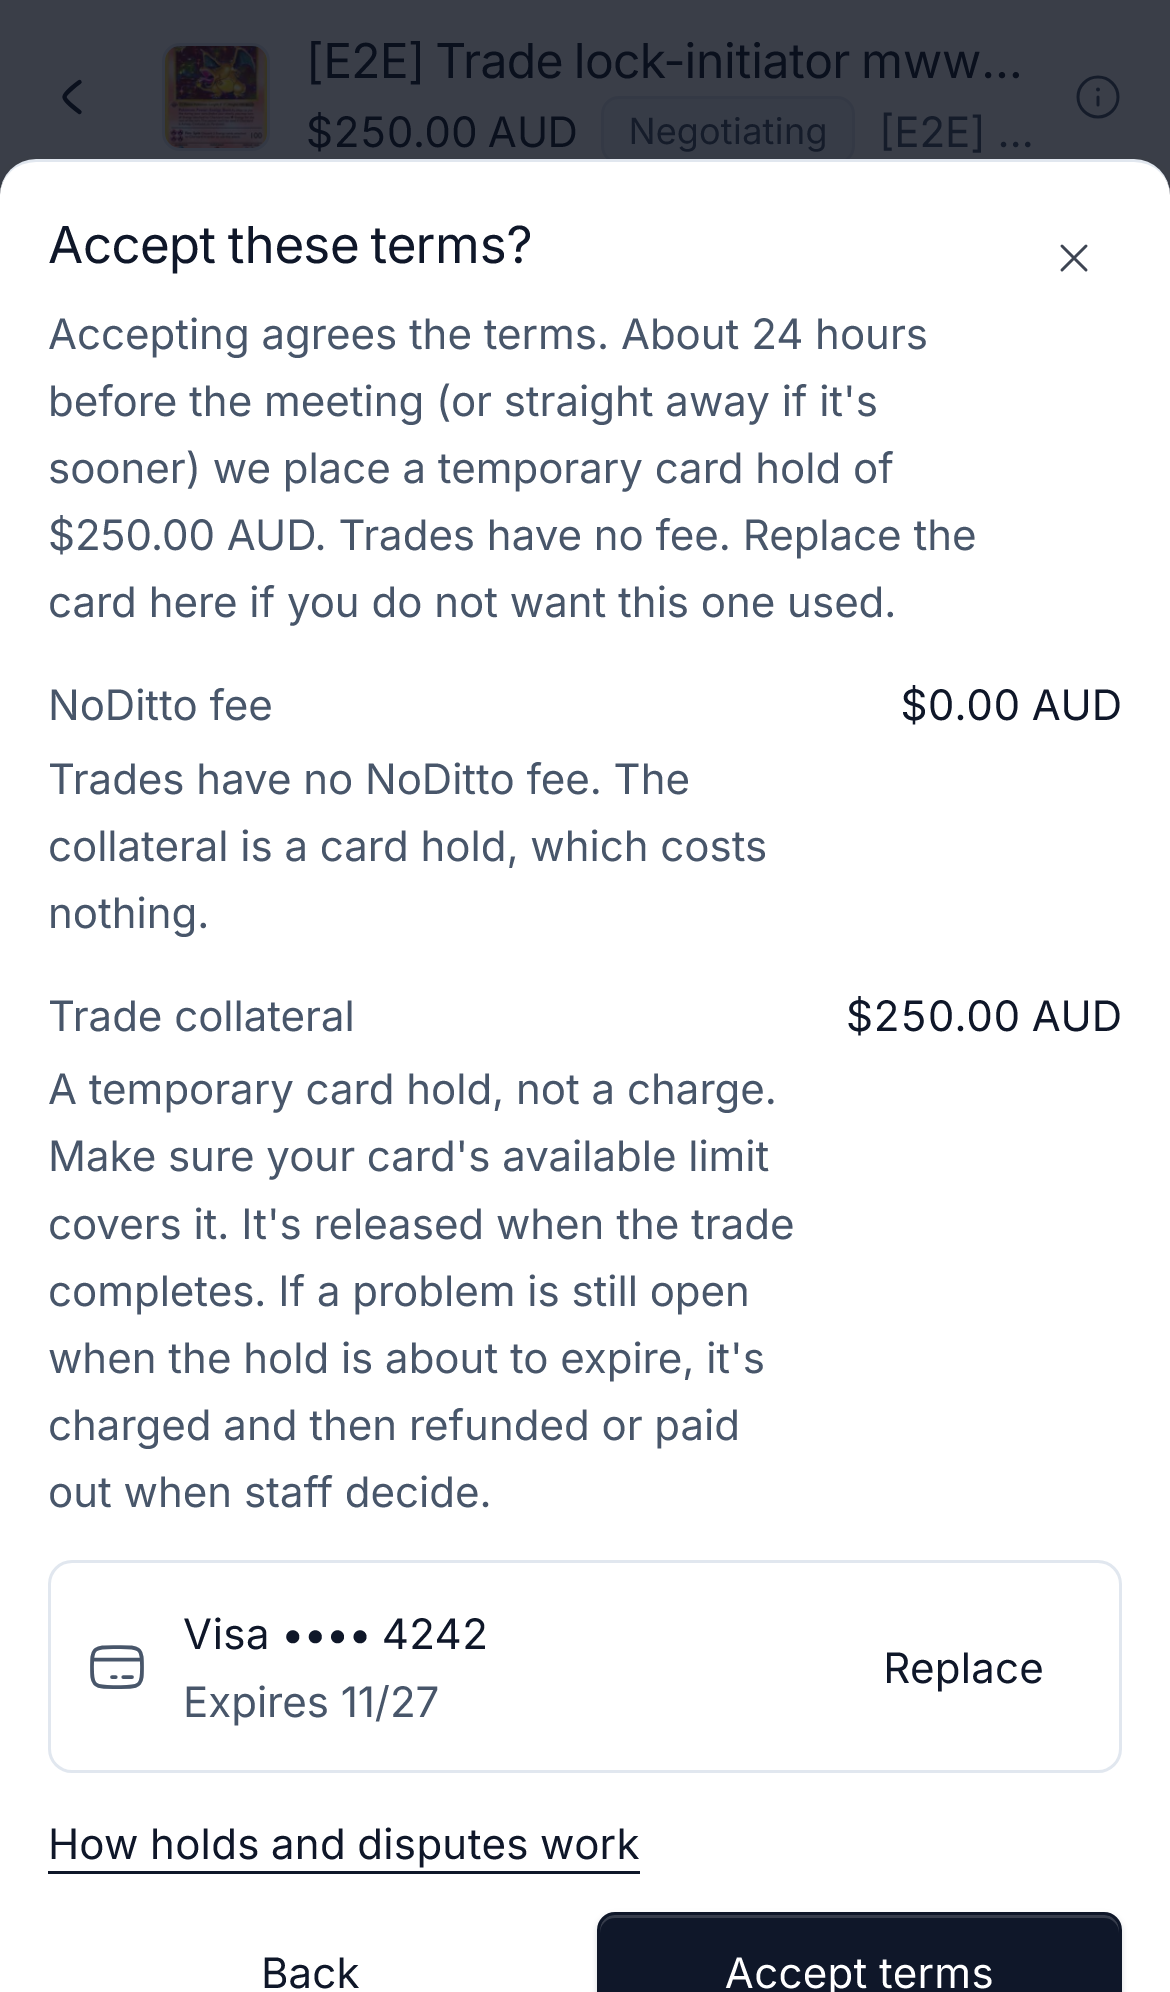 [E2E] Trade lock-initiator mww...
$250.00 AUD Negotiating [E2E] ...
Accept these terms?
Accepting agrees the terms. About 24 hours
before the meeting (or straight away if it's
sooner) we place a temporary card hold of
$250.00 AUD. Trades have no fee. Replace the
card here if you do not want this one used.
NoDitto fee $0.00 AUD
Trades have no NoDitto fee. The
collateral is a card hold, which costs
nothing.
Trade collateral $250.00 AUD
A temporary card hold, not a charge.
Make sure your card's available limit
covers it. It's released when the trade
completes. If a problem is still open
when the hold is about to expire, it's
charged and then refunded or paid
out when staff decide.
Visa •••• 4242
Expires 11/27
Replace
How holds and disputes work
Back Accept terms